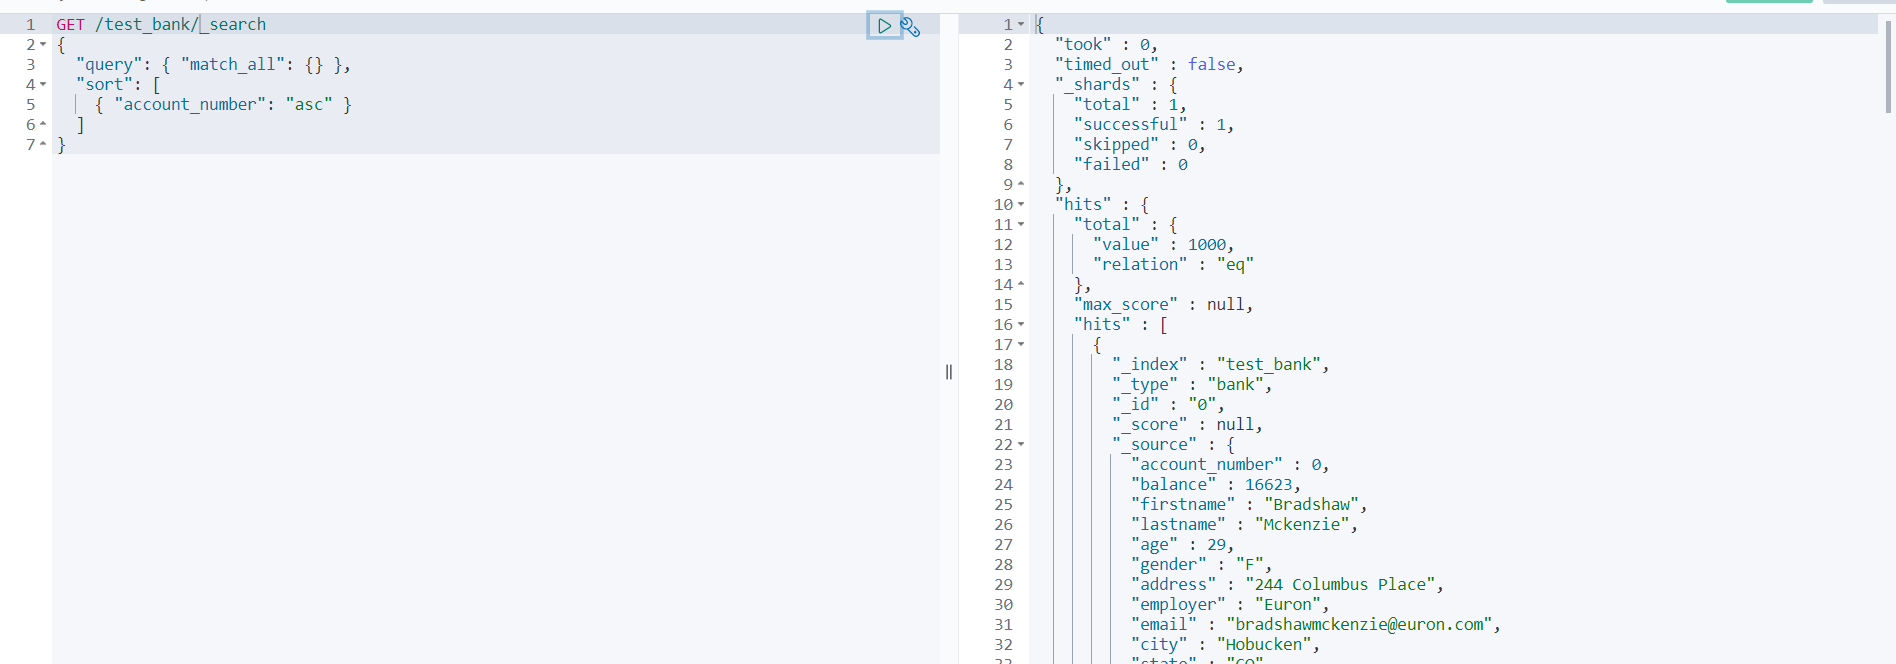 1 GET /test_bank/_search
2 {
3 "query": { "match_all": {} },
4 "sort": [
5 { "account_number": "asc" }
6 ]
7 }
1 {
2 "took" : 0,
3 "timed_out" : false,
4 "_shards" : {
5 "total" : 1,
6 "successful" : 1,
7 "skipped" : 0,
8 "failed" : 0
9 },
10 "hits" : {
11 "total" : {
12 "value" : 1000,
13 "relation" : "eq"
14 },
15 "max_score" : null,
16 "hits" : [
17 {
18 "_index" : "test_bank",
19 "_type" : "bank",
20 "_id" : "0",
21 "_score" : null,
22 "_source" : {
23 "account_number" : 0,
24 "balance" : 16623,
25 "firstname" : "Bradshaw",
26 "lastname" : "Mckenzie",
27 "age" : 29,
28 "gender" : "F",
29 "address" : "244 Columbus Place",
30 "employer" : "Euron",
31 "email" : "bradshawmckenzie@euron.com",
32 "city" : "Hobucken",